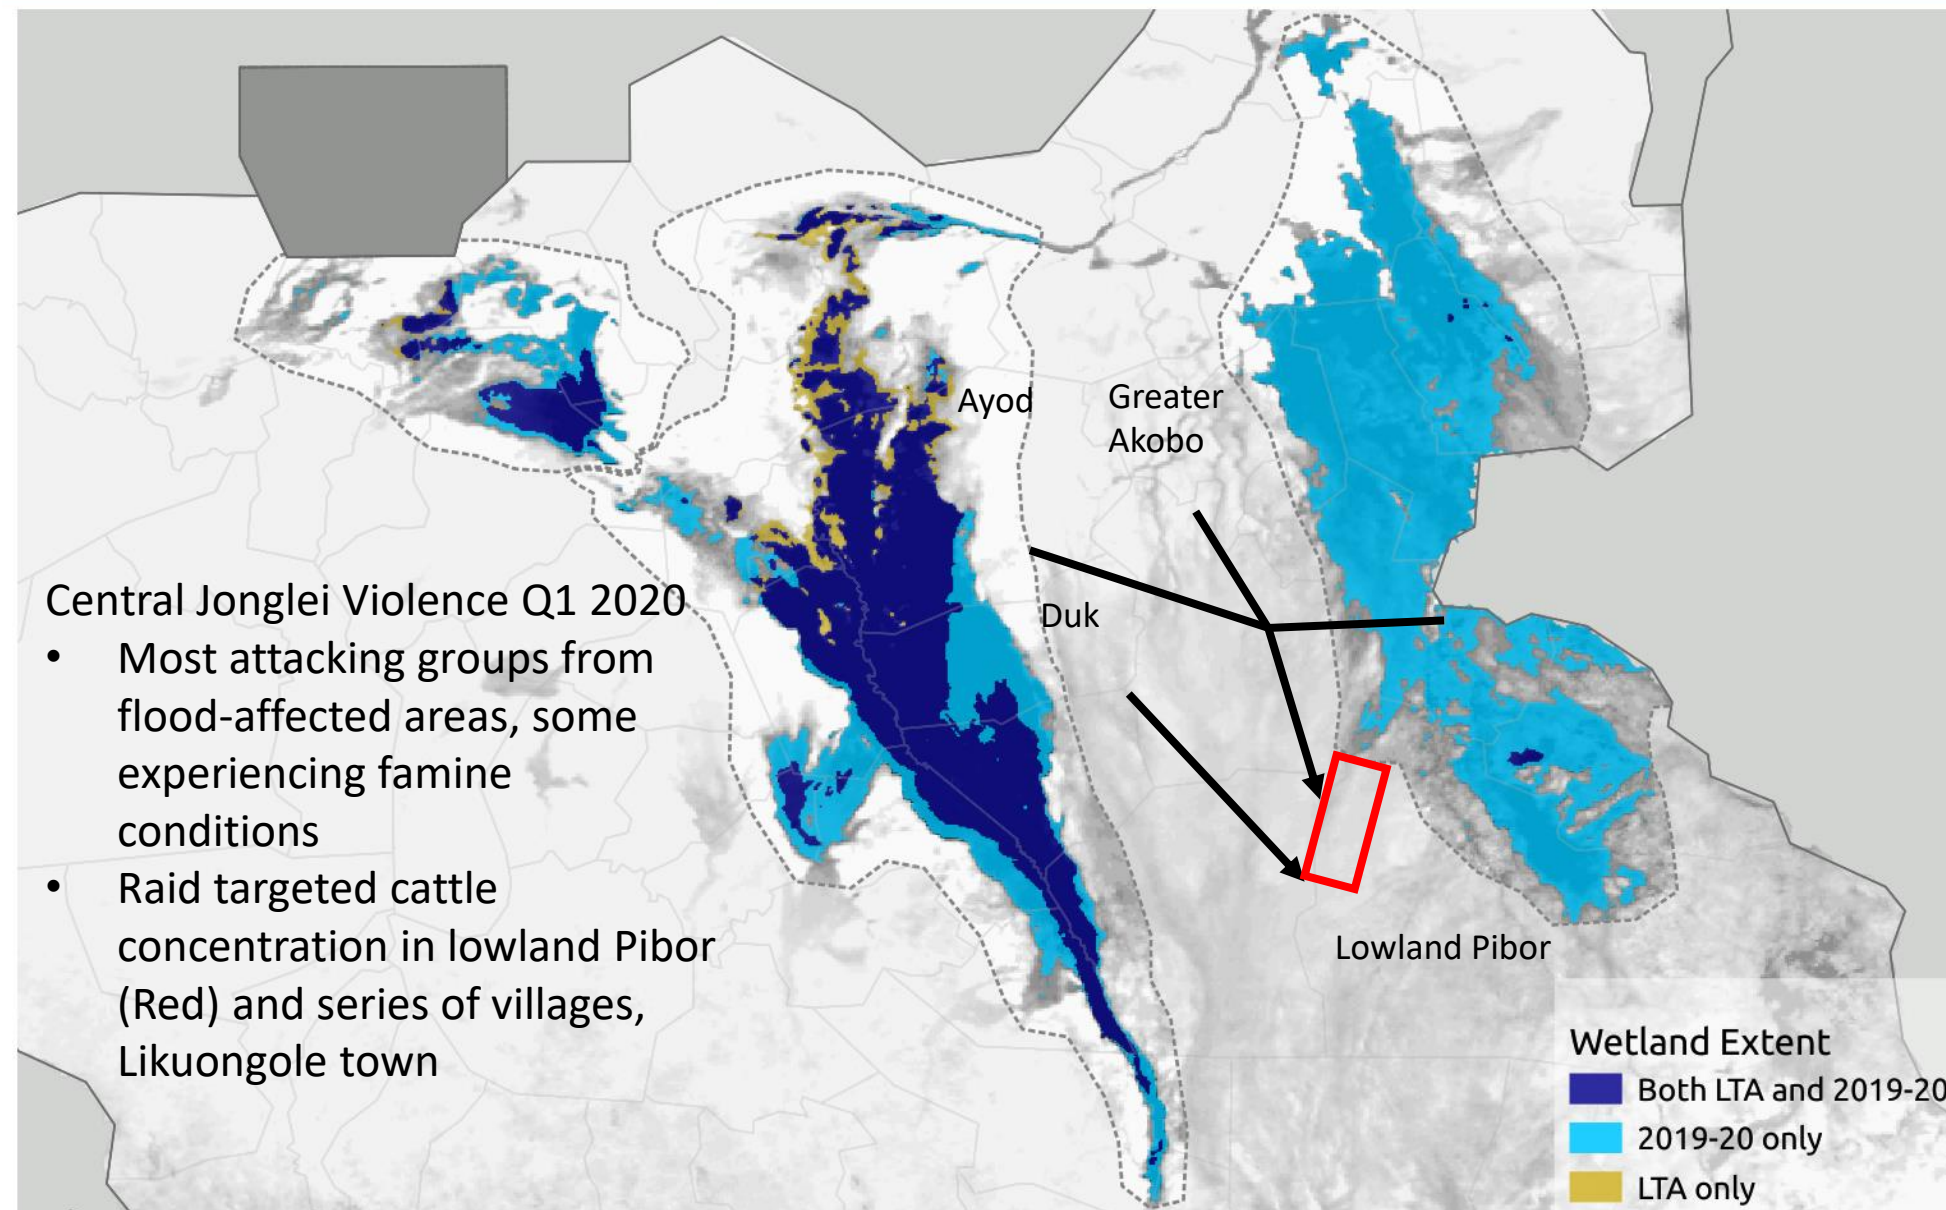 Ayod
Greater
Akobo
Duk
Central Jonglei Violence Q1 2020
• Most attacking groups from
flood-affected areas, some
experiencing famine
conditions
• Raid targeted cattle
concentration in lowland Pibor
(Red) and series of villages,
Likuongole town
Lowland Pibor
Wetland Extent
Both LTA and 2019-20
2019-20 only
LTA only